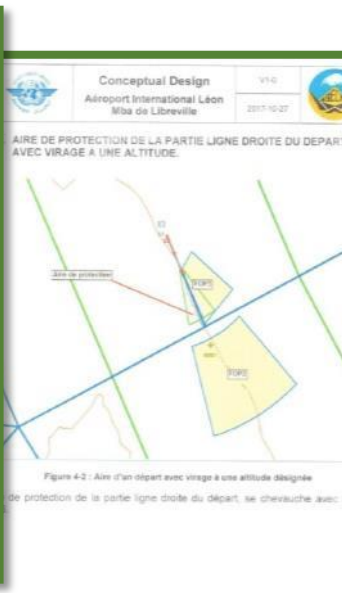 Conceptual Design
Aéroport International Léon
Mba de Libreville
V1-0
2017-10-27
AIRE DE PROTECTION DE LA PARTIE LIGNE DROITE DU DEPART
AVEC VIRAGE A UNE ALTITUDE.
Aire de protection
Figure 4-2 : Aire d'un départ avec virage à une altitude désignée
de protection de la partie ligne droite du départ, se chevauche avec